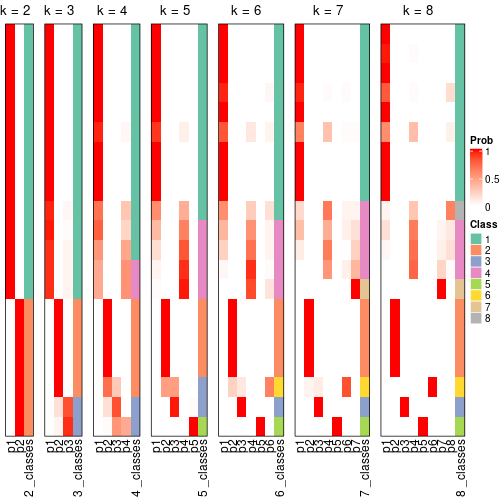 k = 2 k = 3 k = 4 k = 5 k = 6 k = 7 k = 8
Prob
1
0.5
0
Class
1
2
3
4
5
6
7
8
p1 p2 2_classes
p1 p2 p3 3_classes
p1 p2 p3 p4 4_classes
p1 p2 p3 p4 p5 5_classes
p1 p2 p3 p4 p5 p6 6_classes
p1 p2 p3 p4 p5 p6 p7 7_classes
p1 p2 p3 p4 p5 p6 p7 p8 8_classes